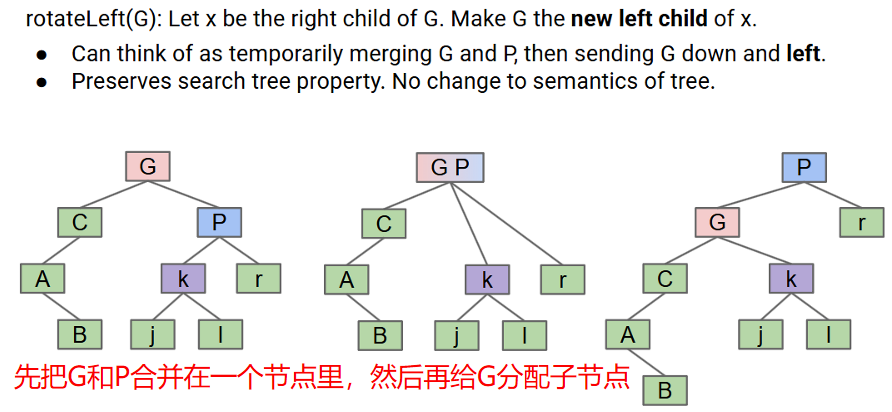 rotateLeft(G): Let x be the right child of G. Make G the new left child of x.
● Can think of as temporarily merging G and P, then sending G down and left.
● Preserves search tree property. No change to semantics of tree.
G
C P
A k r
B j l
G P
C
A k r
B j l
P
G r
C k
A j l
B
先把G和P合并在一个节点里，然后再给G分配子节点